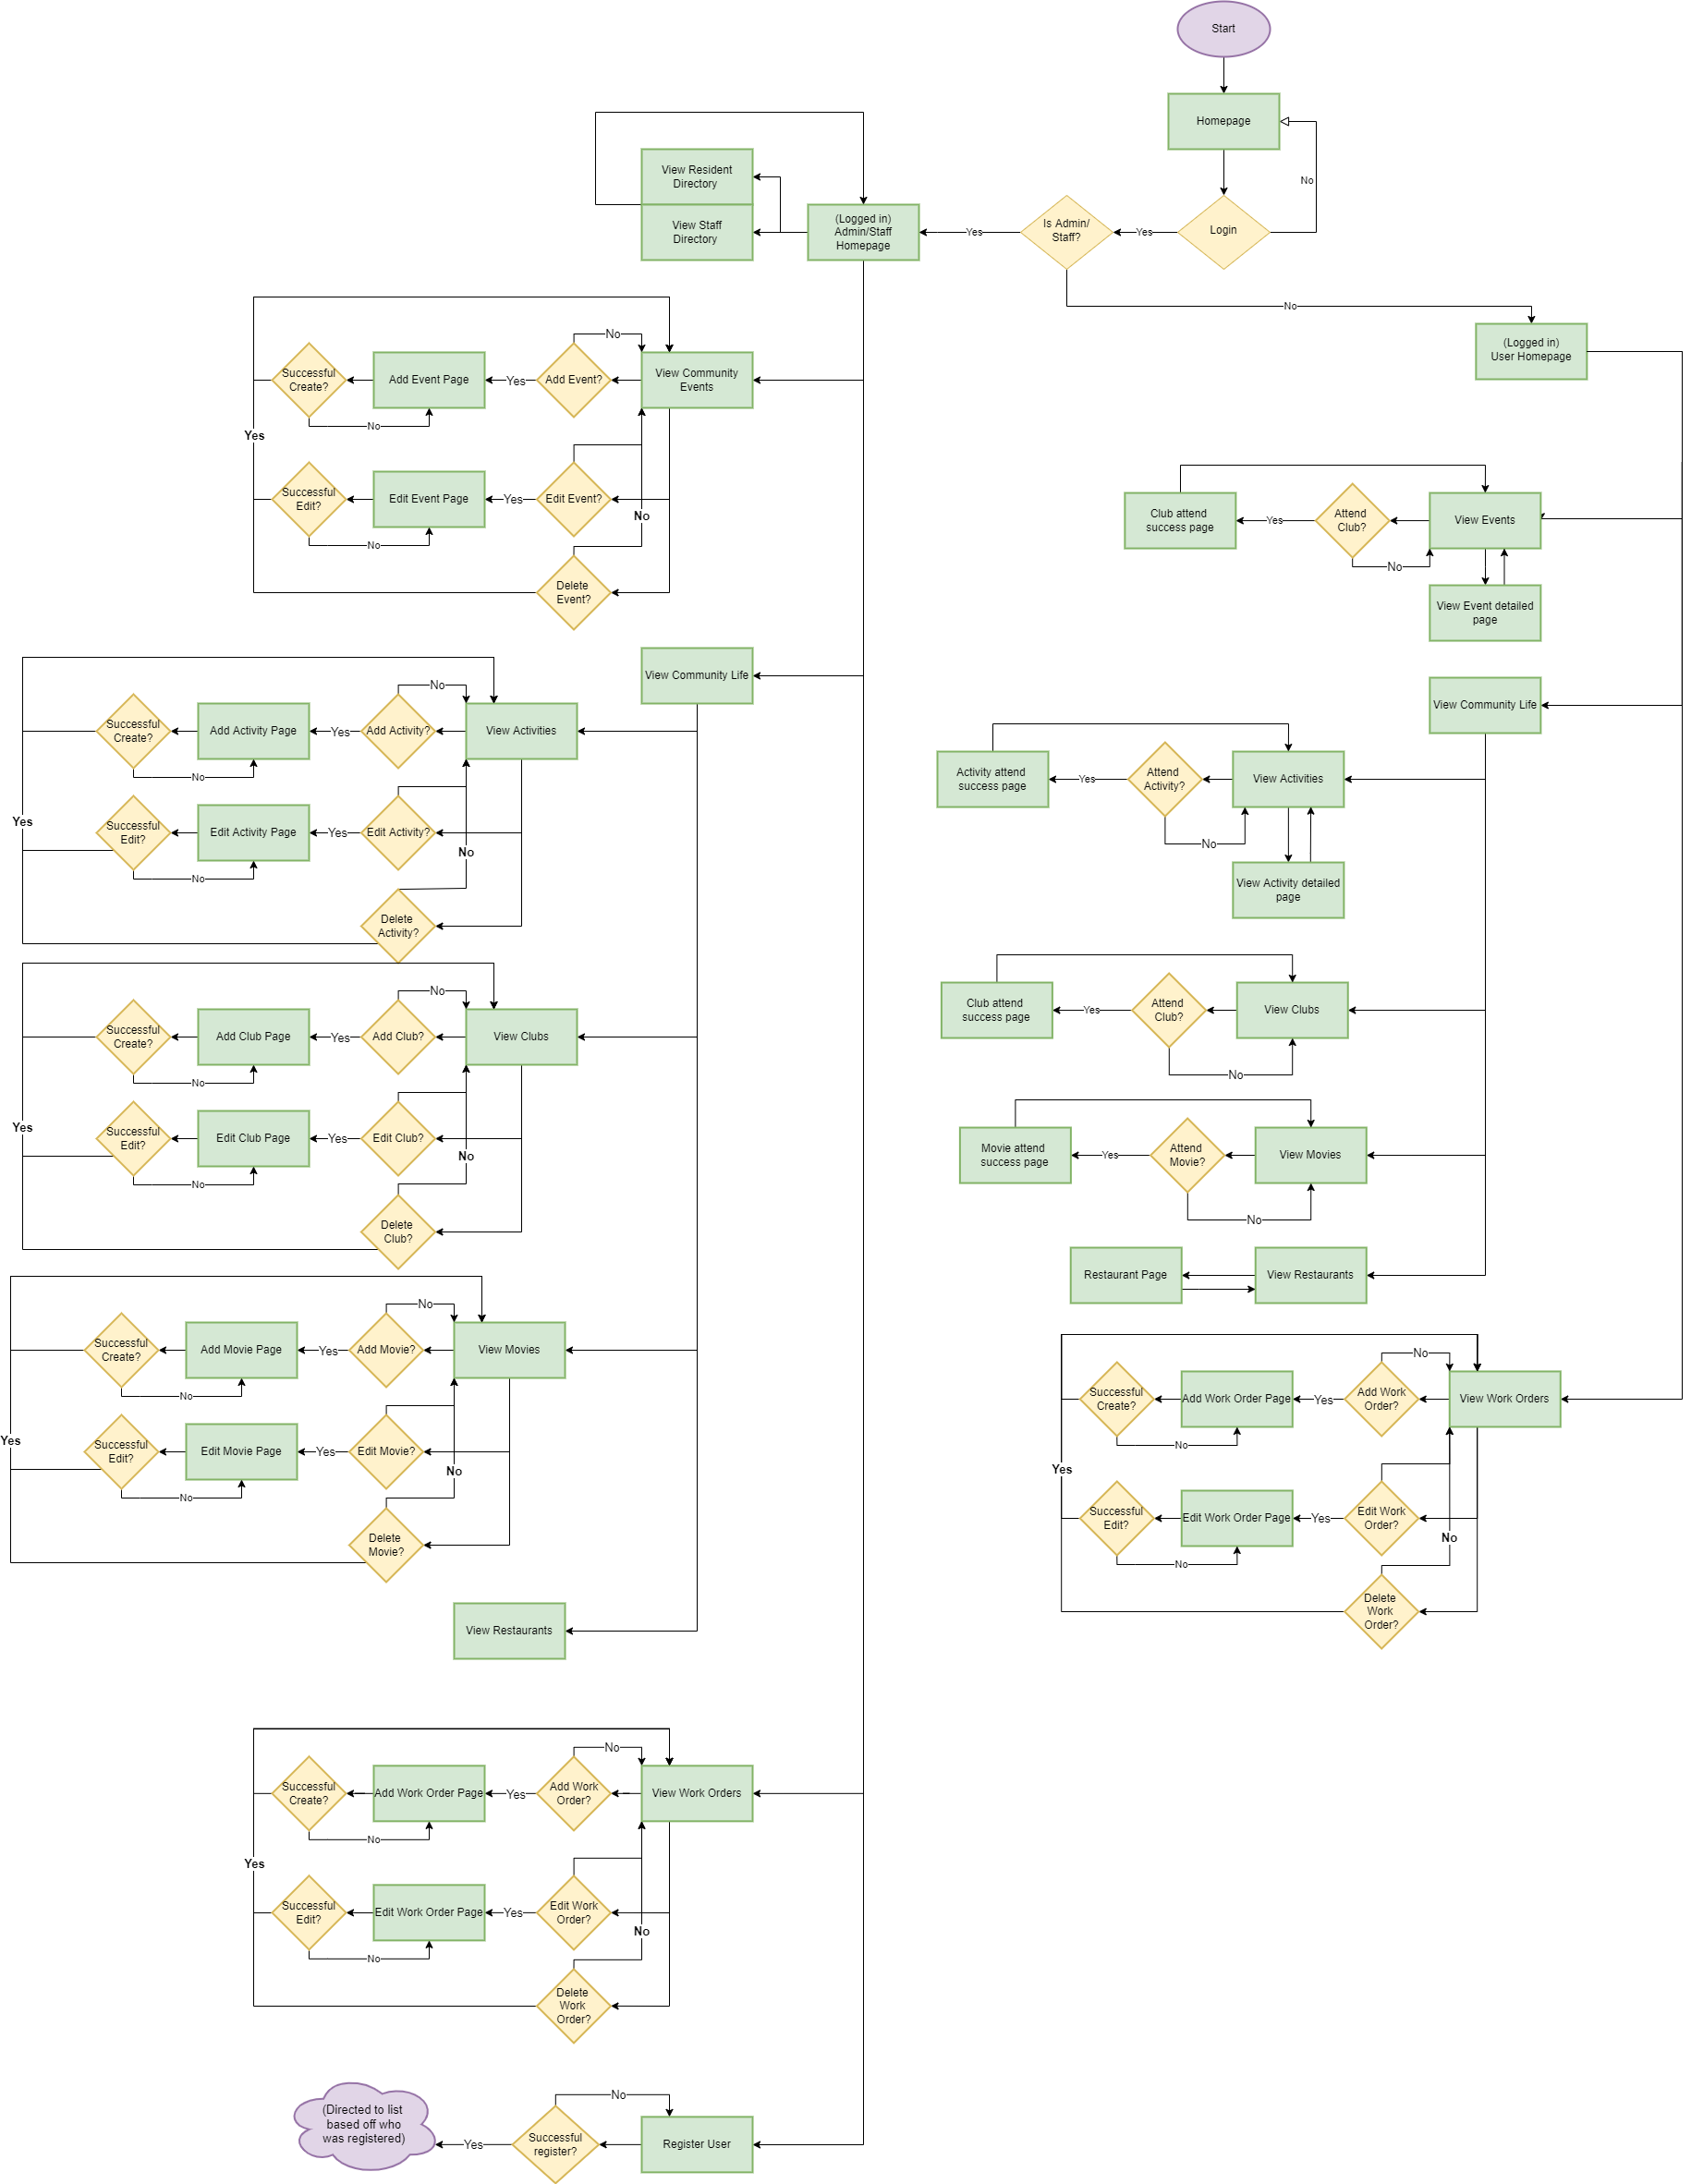 Start
Homepage
No
Login
Yes
Is Admin/
Staff?
Yes
(Logged in)
Admin/Staff
Homepage
View Resident
Directory
View Staff
Directory
No
(Logged in)
User Homepage
No
Successful
Create?
Add Event Page
Yes
Add Event?
View Community
Events
No
Yes
Successful
Edit?
Edit Event Page
Yes
Edit Event?
No
No
Delete
Event?
View Community Life
No
Successful
Create?
Add Activity Page
Yes
Add Activity?
View Activities
No
Yes
Successful
Edit?
Edit Activity Page
Yes
Edit Activity?
No
No
Delete
Activity?
No
Successful
Create?
Add Club Page
Yes
Add Club?
View Clubs
No
Yes
Successful
Edit?
Edit Club Page
Yes
Edit Club?
No
No
Delete
Club?
No
Successful
Create?
Add Movie Page
Yes
Add Movie?
View Movies
No
Yes
Successful
Edit?
Edit Movie Page
Yes
Edit Movie?
No
No
Delete
Movie?
View Restaurants
No
Successful
Create?
Add Work Order Page
Yes
Add Work
Order?
View Work Orders
No
Yes
Successful
Edit?
Edit Work Order Page
Yes
Edit Work
Order?
No
No
Delete
Work
Order?
No
(Directed to list
based off who
was registered)
Yes
Successful
register?
Register User
Club attend
success page
Yes
Attend
Club?
View Events
No
View Event detailed
page
View Community Life
Activity attend
success page
Yes
Attend
Activity?
View Activities
No
View Activity detailed
page
Club attend
success page
Yes
Attend
Club?
View Clubs
No
Movie attend
success page
Yes
Attend
Movie?
View Movies
No
Restaurant Page
View Restaurants
No
Successful
Create?
Add Work Order Page
Yes
Add Work
Order?
View Work Orders
No
Yes
Successful
Edit?
Edit Work Order Page
Yes
Edit Work
Order?
No
No
Delete
Work
Order?